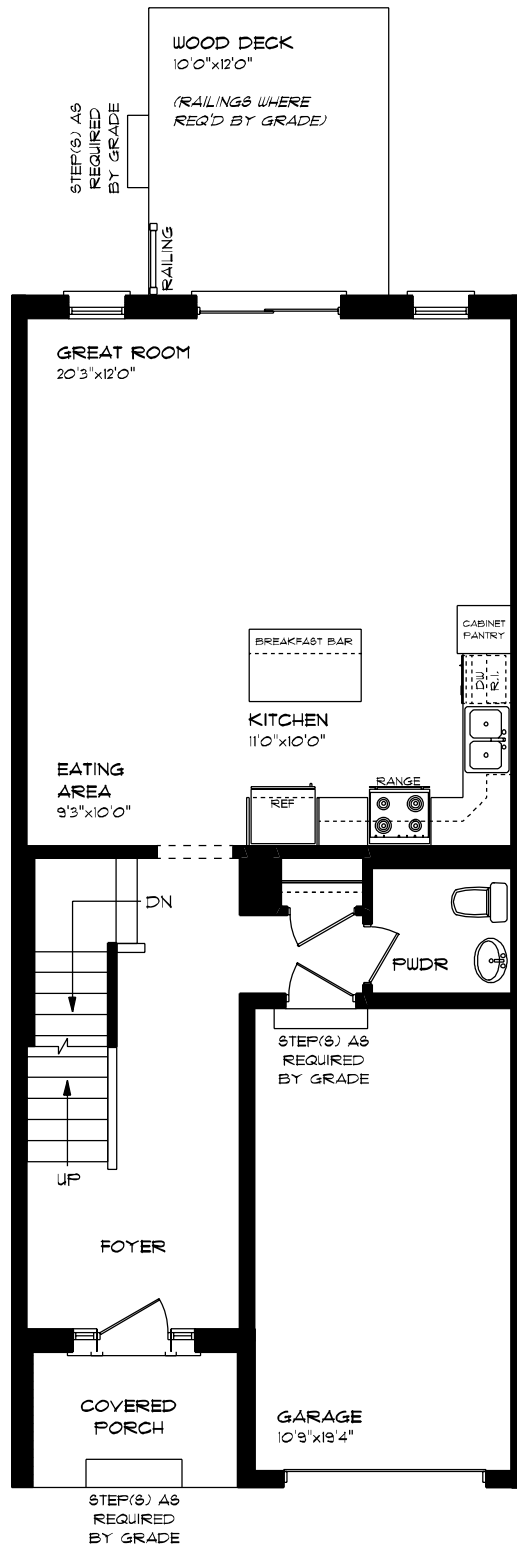 WOOD DECK
10'0"x12'0"
(RAILINGS WHERE
REQ'D BY GRADE)
STEP(S) AS
REQUIRED
BY GRADE
RAILING
GREAT ROOM
20'3"x12'0"
CABINET
PANTRY
BREAKFAST BAR
DW
R.I.
KITCHEN
11'0"x10'0"
EATING
AREA
9'3"x10'0"
RANGE
REF
DN
PWDR
STEP(S) AS
REQUIRED
BY GRADE
UP
FOYER
COVERED
PORCH
GARAGE
10'9"x19'4"
STEP(S) AS
REQUIRED
BY GRADE